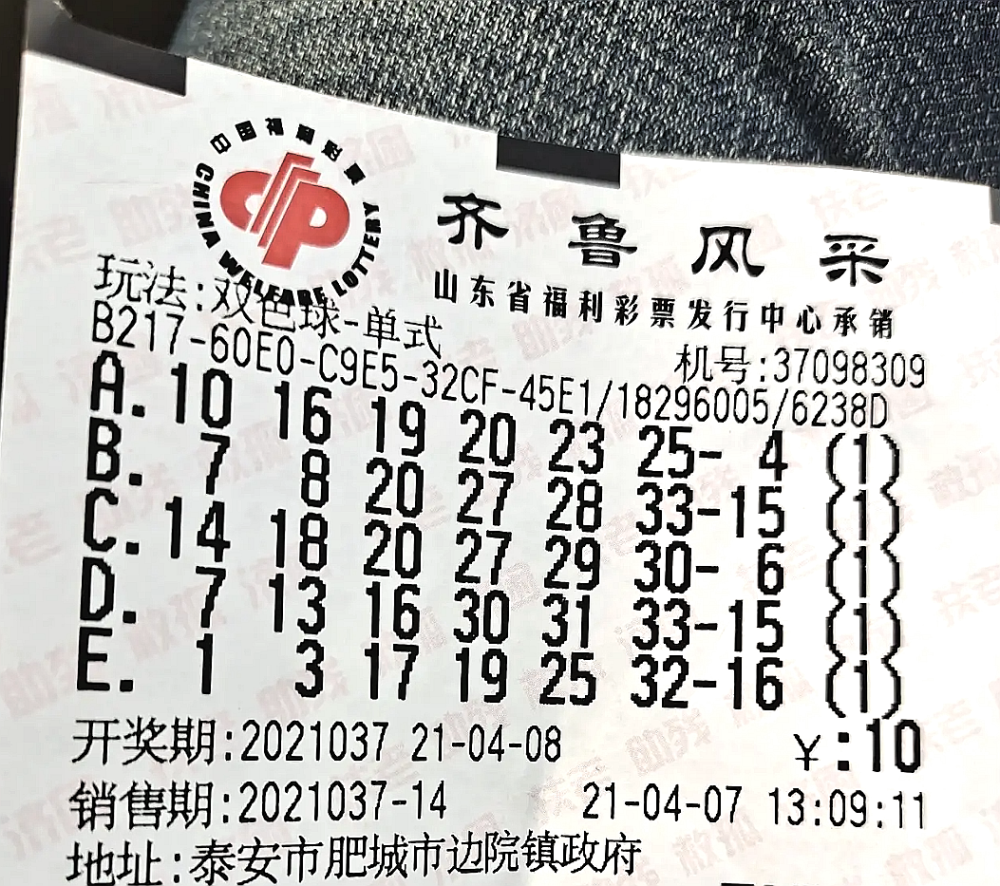 中国福利彩票
CHINA WELFARE LOTTERY
齐鲁风采
山东省福利彩票发行中心承销
玩法:双色球-单式
机号:37098309
B217-60E0-C9E5-32CF-45E1/18296005/6238D
A. 10 16 19 20 23 25- 4 (1)
B. 7 8 20 27 28 33-15 (1)
C. 14 18 20 27 29 30- 6 (1)
D. 7 13 16 30 31 33-15 (1)
E. 1 3 17 19 25 32-16 (1)
开奖期:2021037 21-04-08 ¥:10
销售期:2021037-14 21-04-07 13:09:11
地址:泰安市肥城市边院镇政府